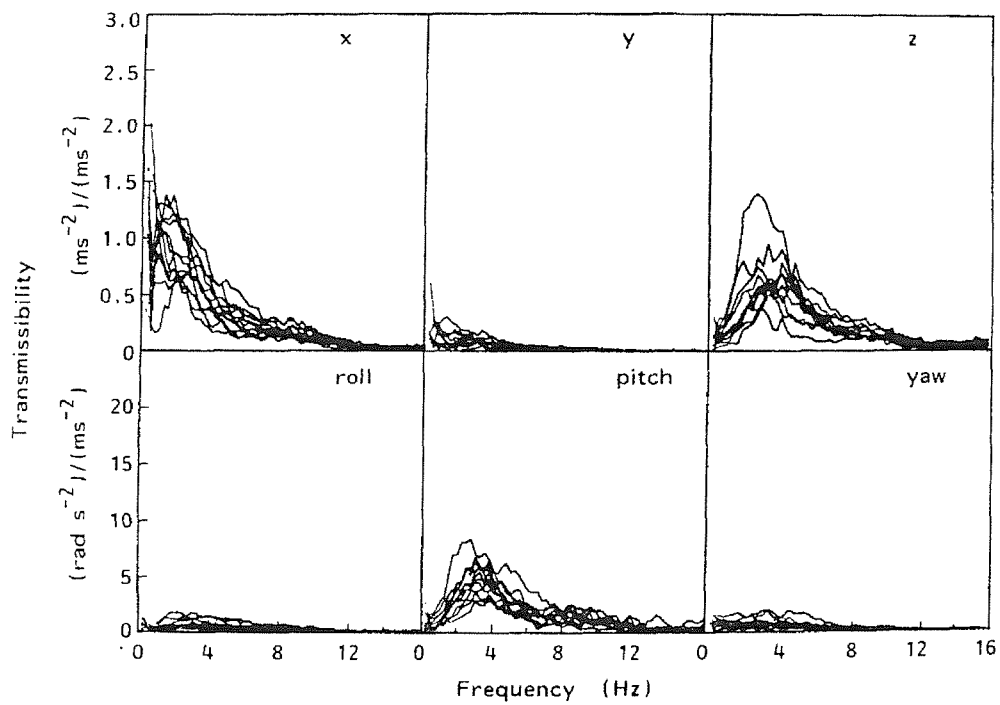 3.0
2.5
2.0
1.5
1.0
0.5
0
x
y
z
(ms⁻²)/(ms⁻²)
Transmissibility
20
15
10
5
0
roll
pitch
yaw
(rad s⁻²)/(ms⁻²)
0 4 8 12 0 4 8 12 0 4 8 12 16
Frequency (Hz)